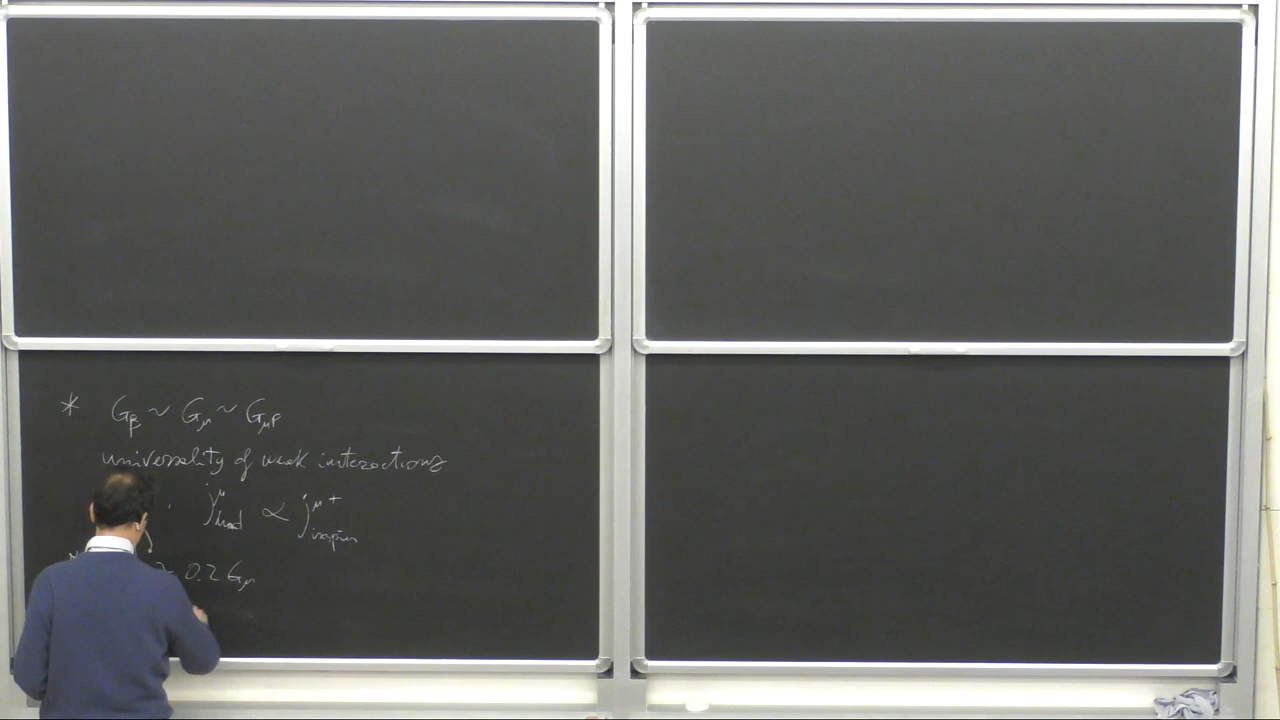 * G_β ~ G_μ ~ G_μP
universality of weak interactions
j^μ_had ∝ j^μ+_isospin
* ≈ 0.2 G_μ